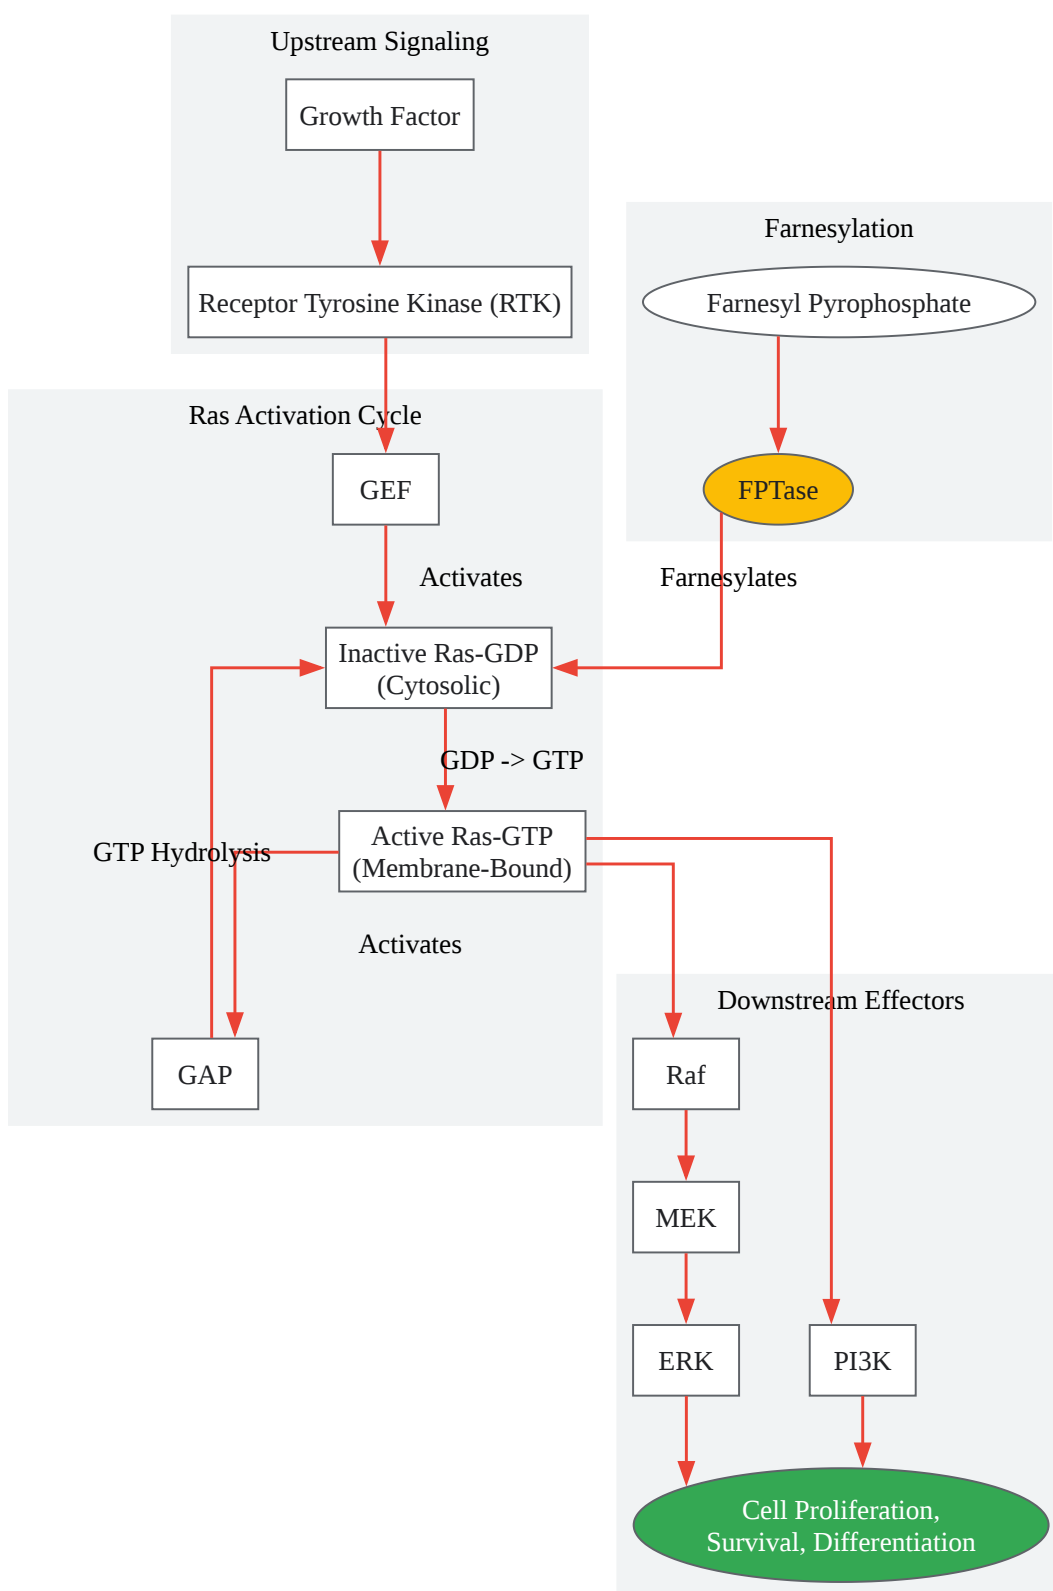 Upstream Signaling
Growth Factor
Receptor Tyrosine Kinase (RTK)
Farnesylation
Farnesyl Pyrophosphate
FPTase
Farnesylates
Ras Activation Cycle
GEF
Activates
Inactive Ras-GDP
(Cytosolic)
GDP -> GTP
Active Ras-GTP
(Membrane-Bound)
GTP Hydrolysis
Activates
GAP
Downstream Effectors
Raf
MEK
ERK
PI3K
Cell Proliferation,
Survival, Differentiation